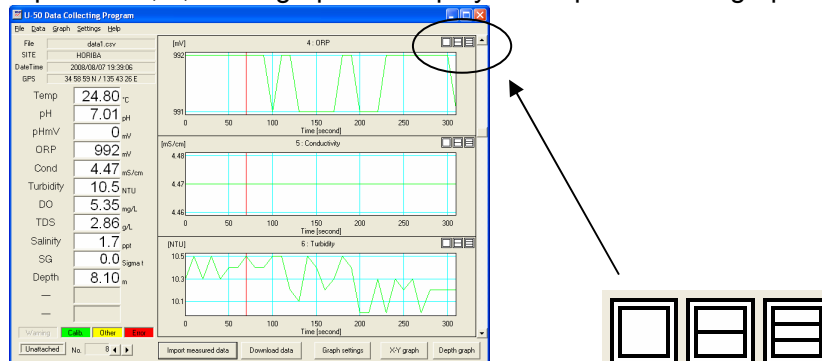 U-50 Data Collecting Program
File Data Graph Settings Help
File data1.csv
SITE HORIBA
DateTime 2008/08/07 19:39:06
GPS 34 58 59 N / 135 43 26 E
Temp 24.80 °C
pH 7.01 pH
pHmV 0 mV
ORP 992 mV
Cond 4.47 mS/cm
Turbidity 10.5 NTU
DO 5.35 mg/L
TDS 2.86 g/L
Salinity 1.7 ppt
SG 0.0 Sigma t
Depth 8.10 m
—
—
Warning Calib. Other Error
Unattached No. 8
[mV] 4 : ORP
992
991
0 50 100 150 200 250 300
Time [second]
[mS/cm] 5 : Conductivity
4.48
4.47
4.46
0 50 100 150 200 250 300
Time [second]
[NTU] 6 : Turbidity
10.5
10.3
10.1
0 50 100 150 200 250 300
Time [second]
Import measured data Download data Graph settings X-Y graph Depth graph